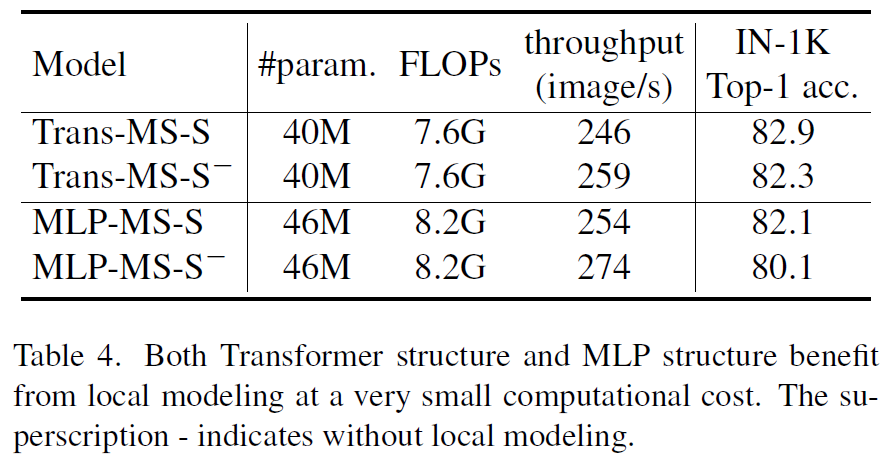 Model #param. FLOPs throughput (image/s) IN-1K Top-1 acc.
Trans-MS-S 40M 7.6G 246 82.9
Trans-MS-S⁻ 40M 7.6G 259 82.3
MLP-MS-S 46M 8.2G 254 82.1
MLP-MS-S⁻ 46M 8.2G 274 80.1
Table 4. Both Transformer structure and MLP structure benefit
from local modeling at a very small computational cost. The su-
perscription - indicates without local modeling.